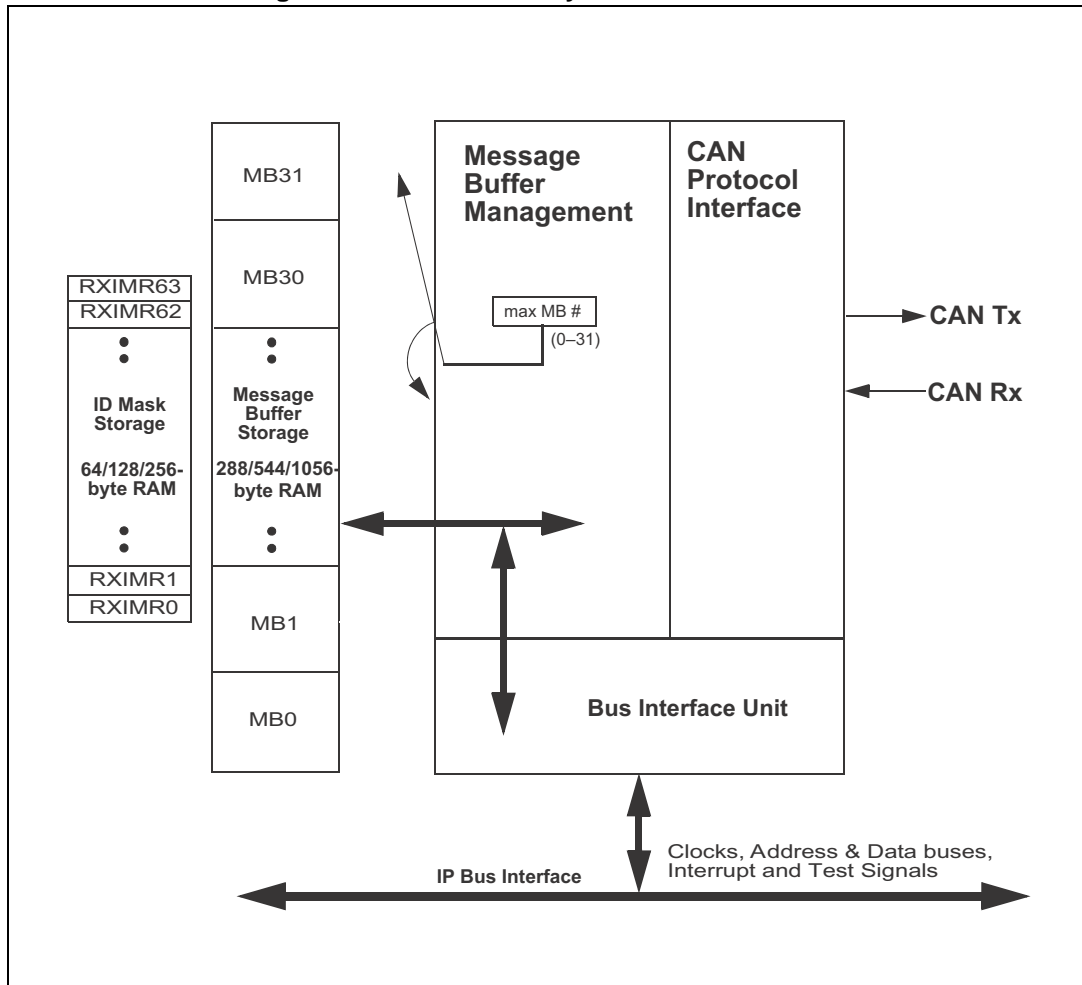 RXIMR63
RXIMR62
ID Mask
Storage
64/128/256-
byte RAM
RXIMR1
RXIMR0
MB31
MB30
Message
Buffer
Storage
288/544/1056-
byte RAM
MB1
MB0
Message
Buffer
Management
max MB #
(0–31)
CAN
Protocol
Interface
CAN Tx
CAN Rx
Bus Interface Unit
Clocks, Address & Data buses,
Interrupt and Test Signals
IP Bus Interface